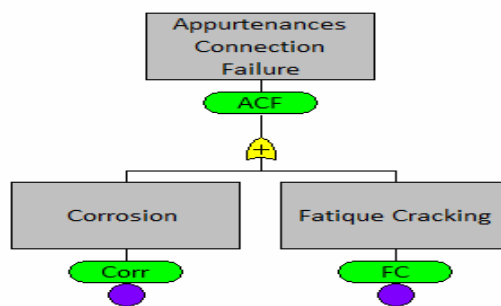 Appurtenances
Connection
Failure
ACF
+
Corrosion
Fatique Cracking
Corr
FC